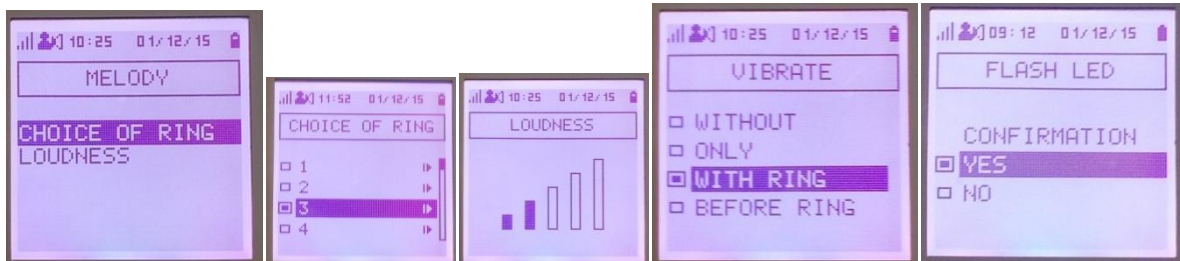 10:25 01/12/15
MELODY
CHOICE OF RING
LOUDNESS
11:52 01/12/15
CHOICE OF RING
1
2
3
4
10:25 01/12/15
LOUDNESS
10:25 01/12/15
VIBRATE
WITHOUT
ONLY
WITH RING
BEFORE RING
09:12 01/12/15
FLASH LED
CONFIRMATION
YES
NO